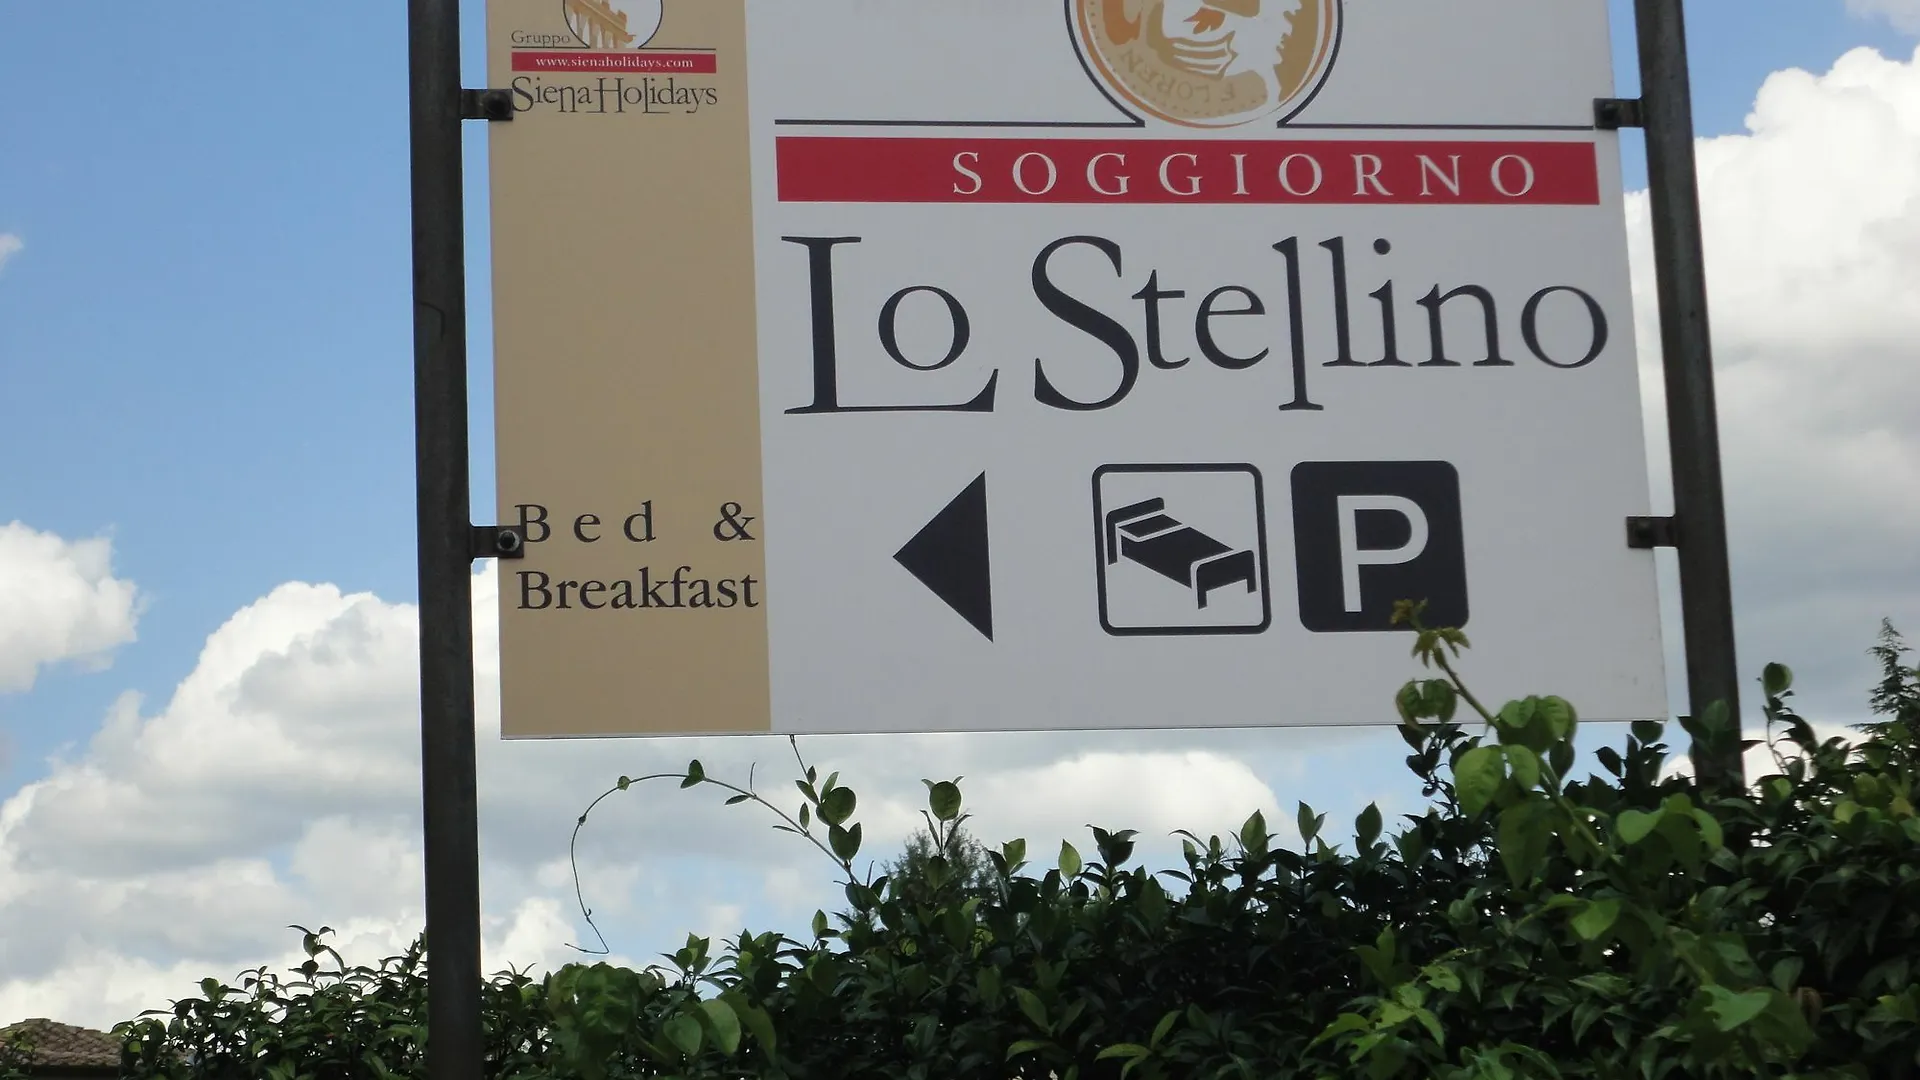 Gruppo
www.sienaholidays.com
SienaHolidays
Bed &
Breakfast
SOGGIORNO
Lo Stellino
P